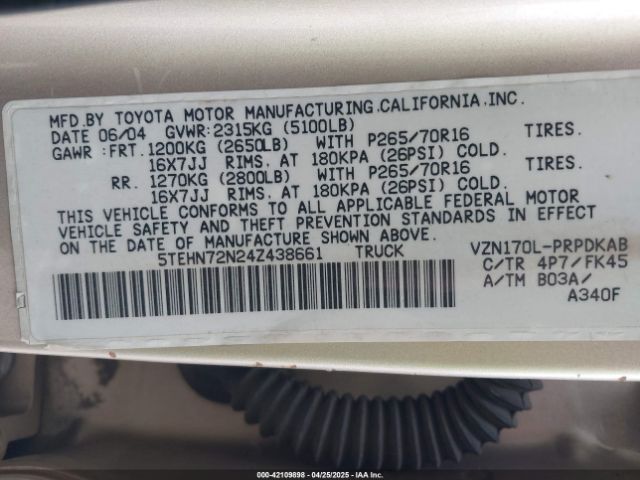 MFD.BY TOYOTA MOTOR MANUFACTURING.CALIFORNIA.INC.
DATE 06/04 GVWR:2315KG (5100LB)
GAWR :FRT.1200KG (2650LB) WITH P265/70R16 TIRES.
16X7JJ RIMS. AT 180KPA (26PSI) COLD.
RR. 1270KG (2800LB) WITH P265/70R16 TIRES.
16X7JJ RIMS. AT 180KPA (26PSI) COLD.
THIS VEHICLE CONFORMS TO ALL APPLICABLE FEDERAL MOTOR
VEHICLE SAFETY AND THEFT PREVENTION STANDARDS IN EFFECT
ON THE DATE OF MANUFACTURE SHOWN ABOVE.
5TEHN72N24Z438661 TRUCK VZN170L-PRPDKAB
C/TR 4P7/FK45
A/TM B03A/
A340F
000-42109898 - 04/25/2025 - IAA Inc.